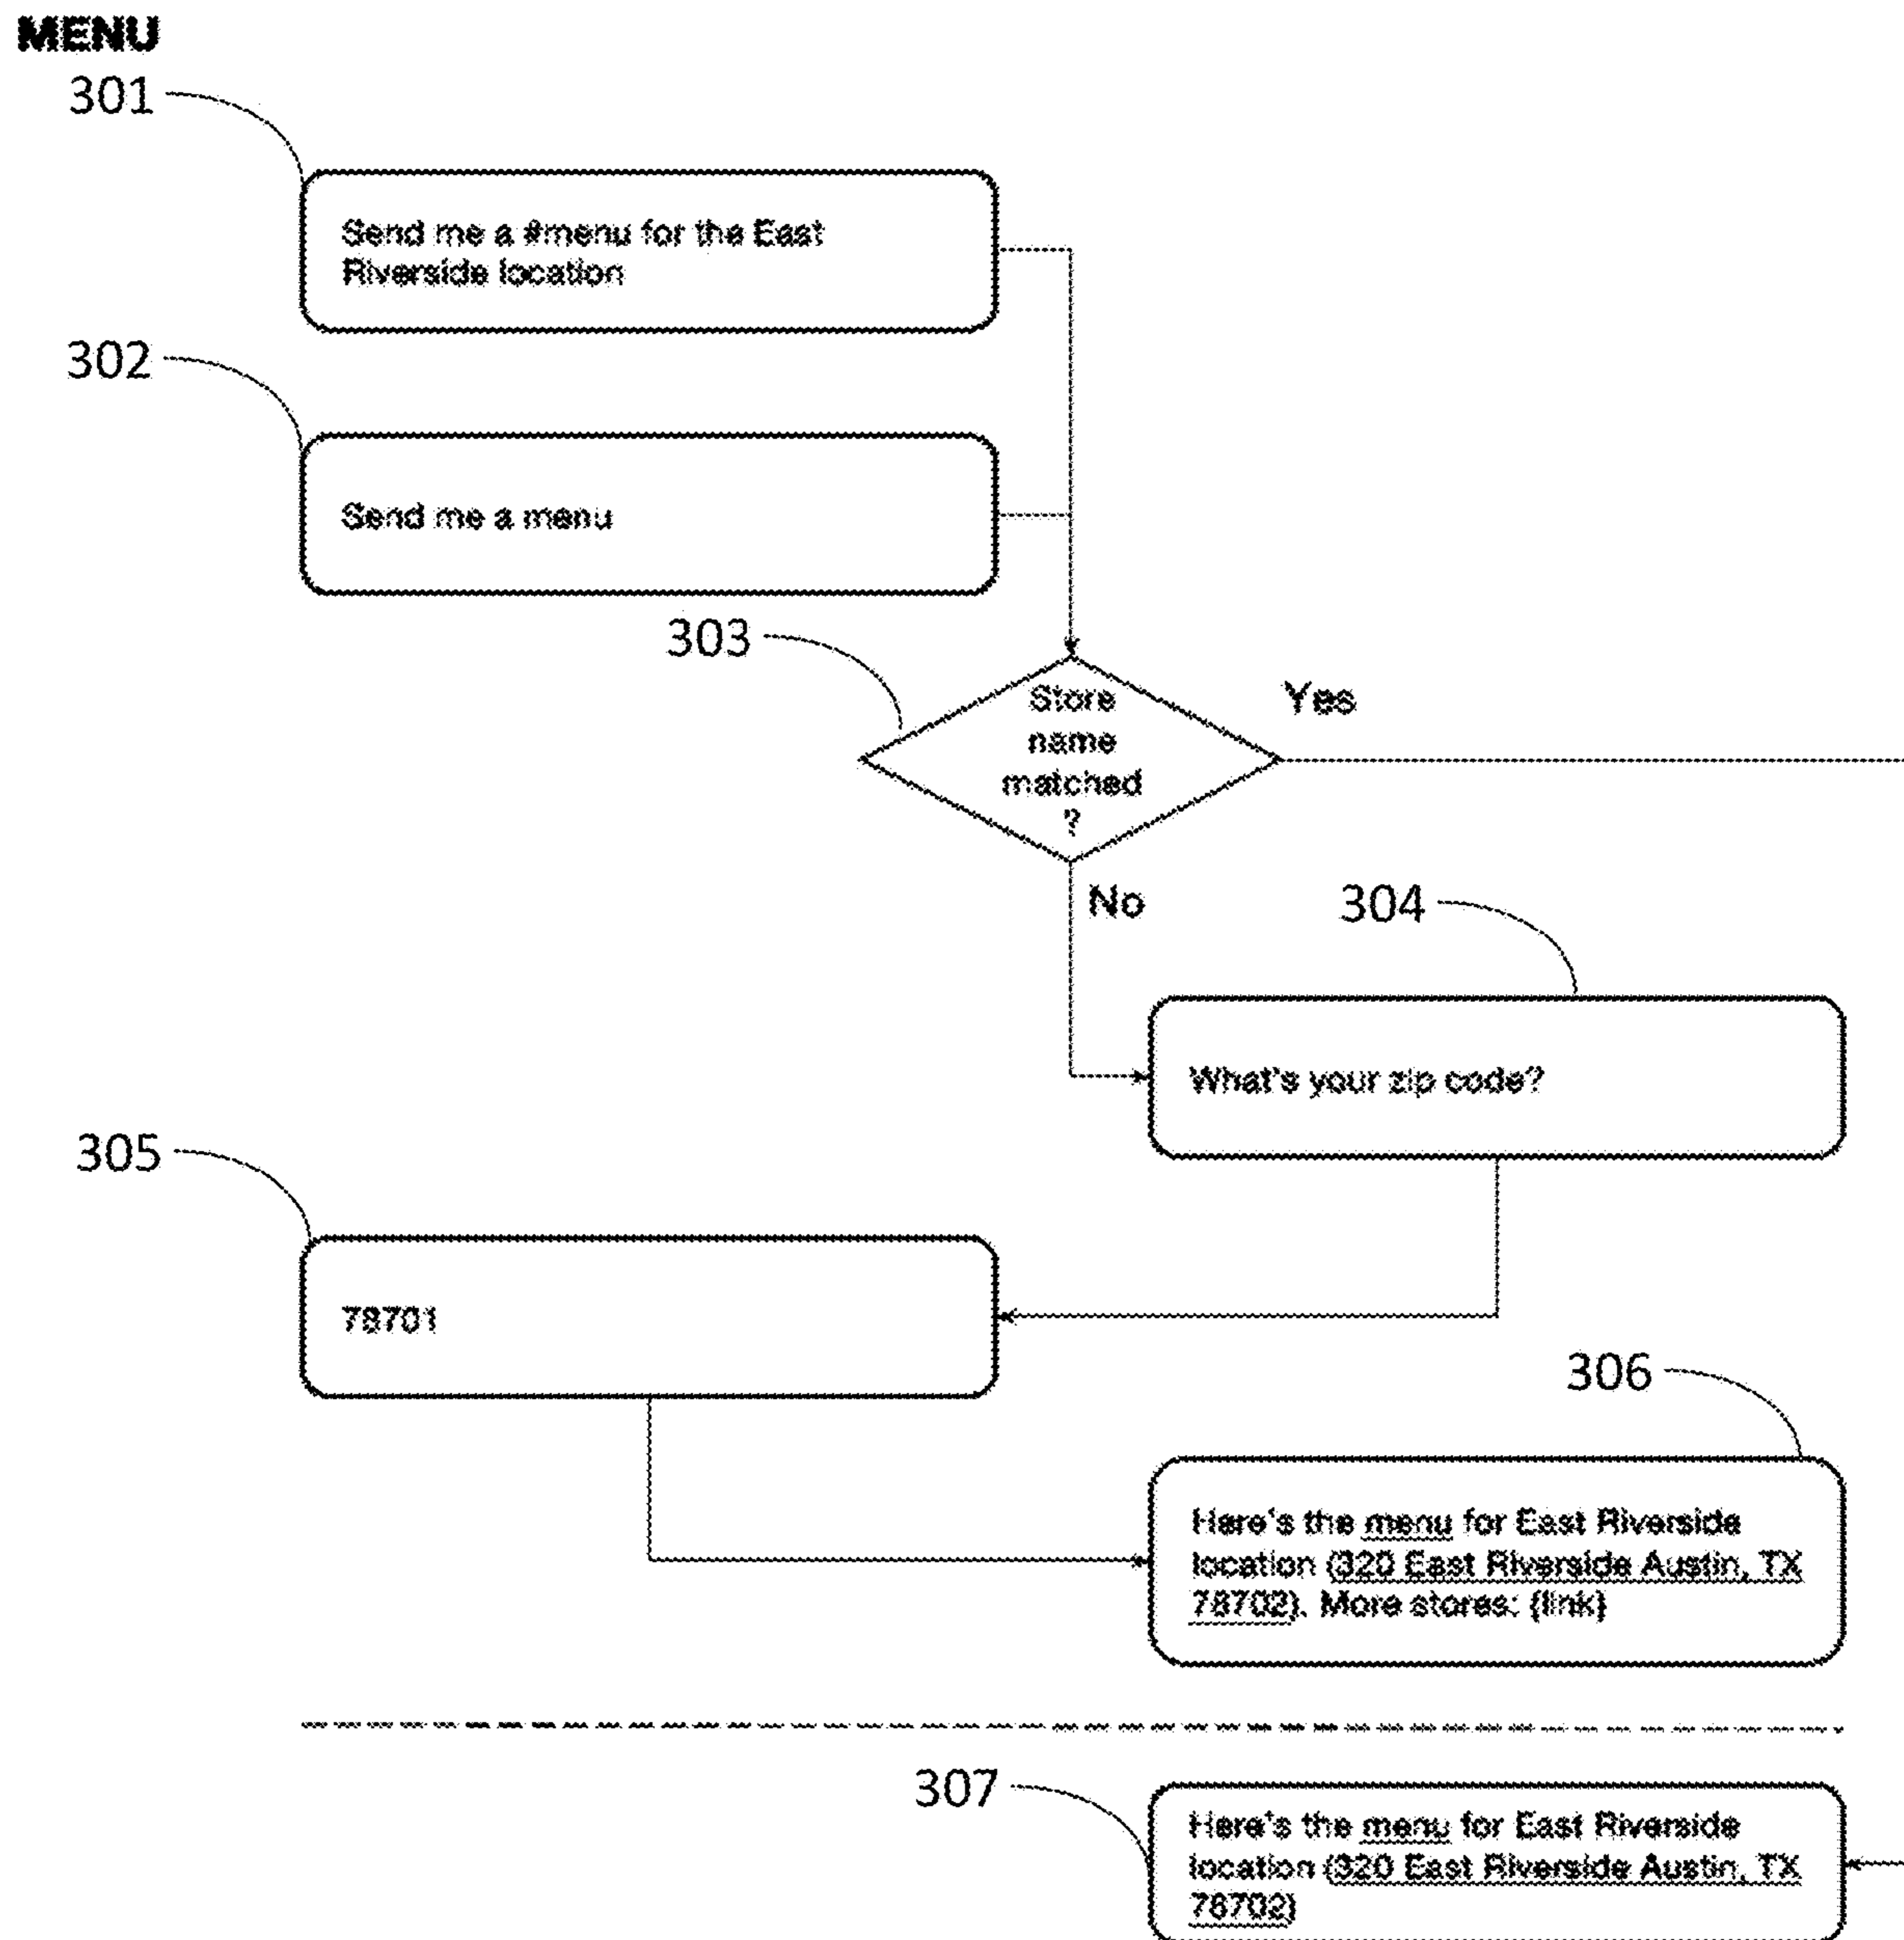 MENU
301
Send me a #menu for the East
Riverside location
302
Send me a menu
303
Store
name
matched
?
Yes
No
304
What's your zip code?
305
78701
306
Here's the menu for East Riverside
location (320 East Riverside Austin, TX
78702). More stores: {link}
307
Here's the menu for East Riverside
location (320 East Riverside Austin, TX
78702)